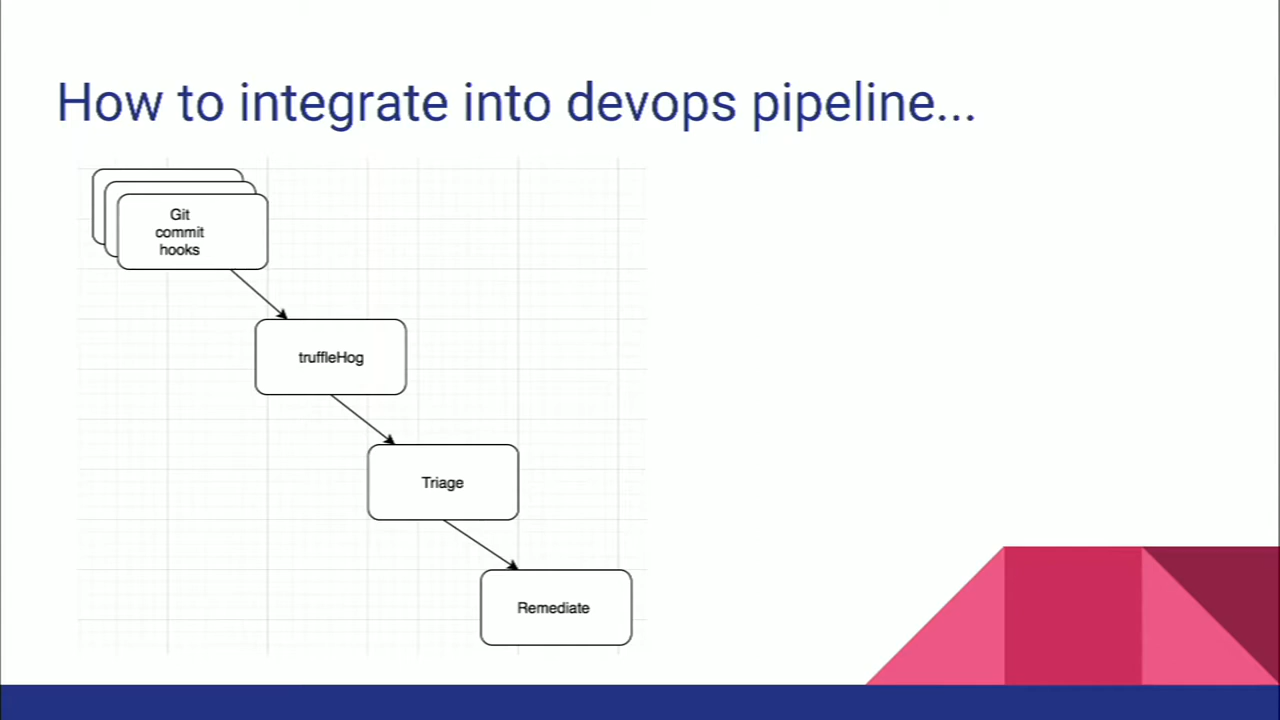 How to integrate into devops pipeline...
Git
commit
hooks
truffleHog
Triage
Remediate